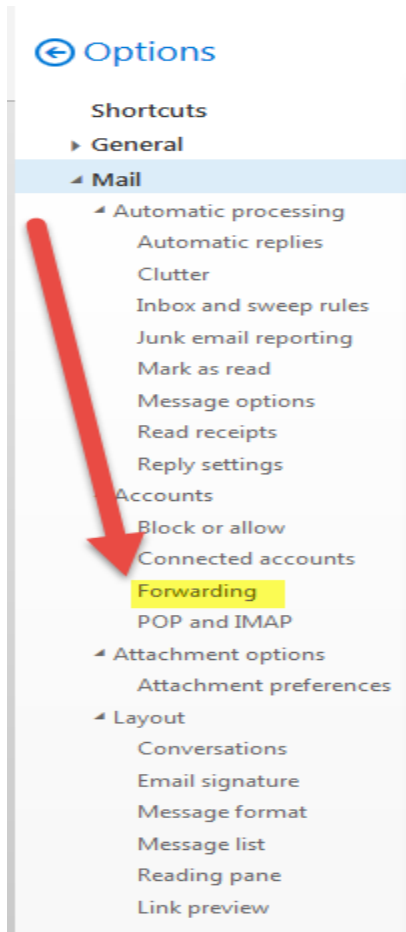 Options
Shortcuts
General
Mail
Automatic processing
Automatic replies
Clutter
Inbox and sweep rules
Junk email reporting
Mark as read
Message options
Read receipts
Reply settings
Accounts
Block or allow
Connected accounts
Forwarding
POP and IMAP
Attachment options
Attachment preferences
Layout
Conversations
Email signature
Message format
Message list
Reading pane
Link preview